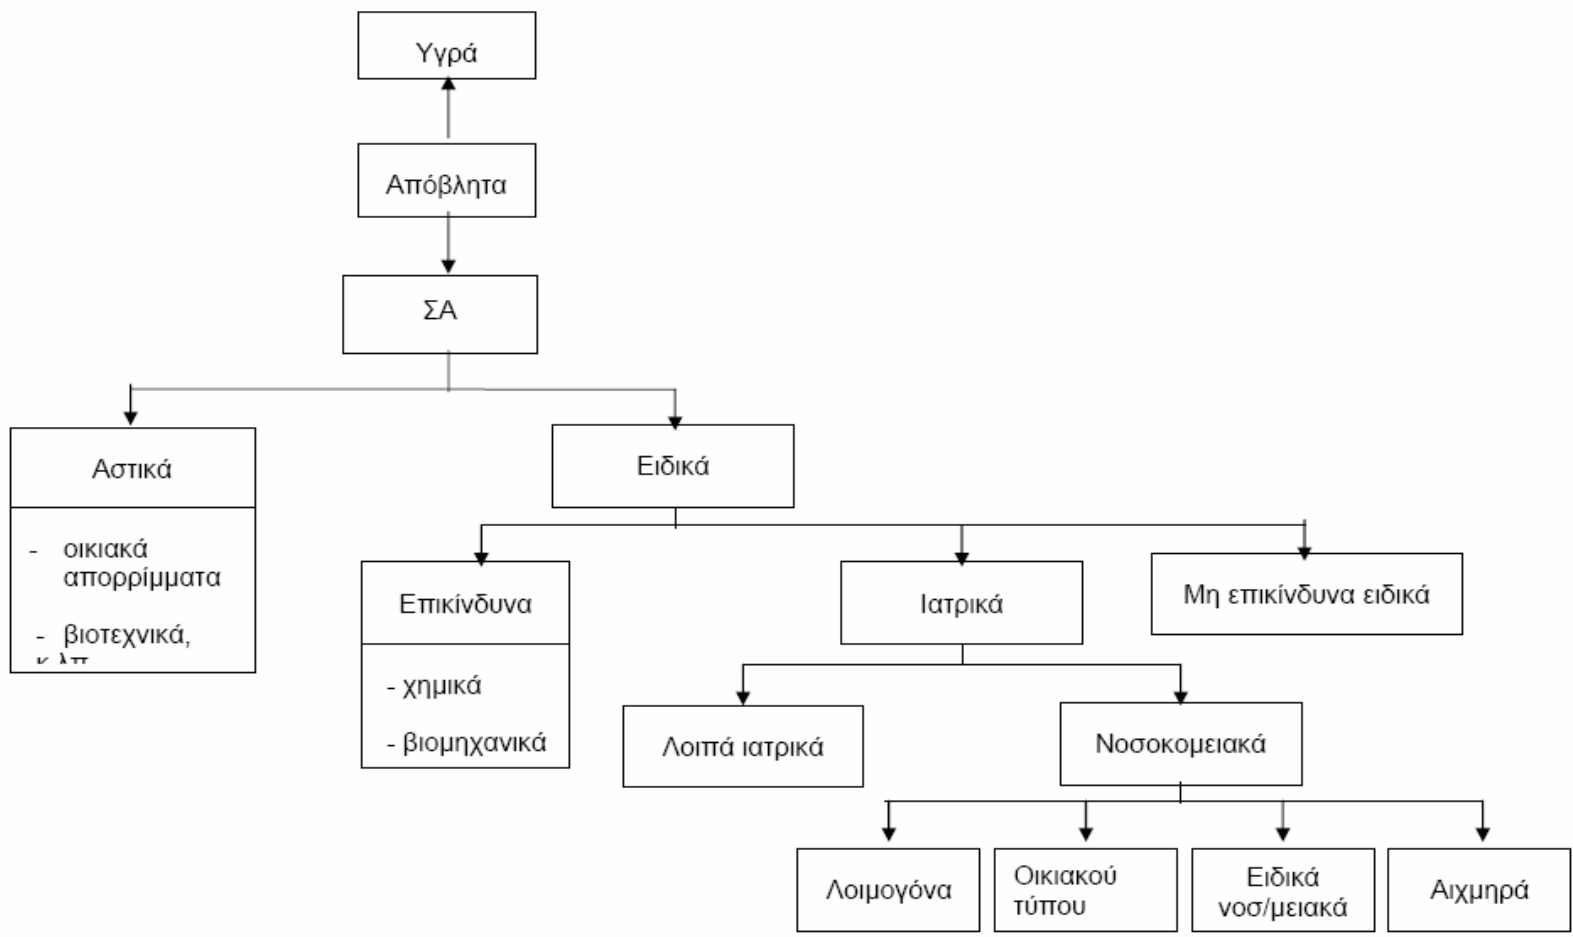 Υγρά
Απόβλητα
ΣΑ
Αστικά
- οικιακά
απορρίμματα
- βιοτεχνικά,
κ.λπ
Ειδικά
Επικίνδυνα
- χημικά
- βιομηχανικά
Ιατρικά
Μη επικίνδυνα ειδικά
Λοιπά ιατρικά
Νοσοκομειακά
Λοιμογόνα
Οικιακού
τύπου
Ειδικά
νοσ/μειακά
Αιχμηρά